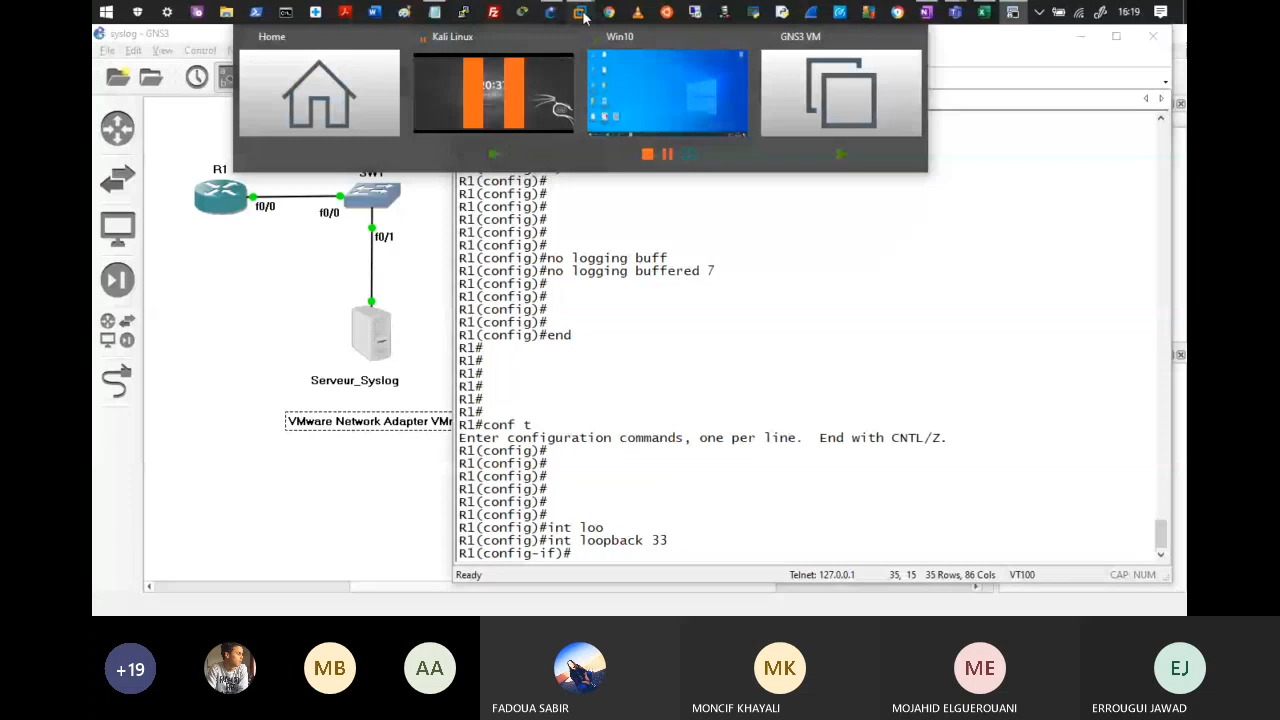 16:19
syslog - GNS3
File Edit View Control
Home
Kali Linux
Win10
GNS3 VM
R1
SW1
f0/0
f0/0
f0/1
Serveur_Syslog
VMware Network Adapter
R1(config)#
R1(config)#
R1(config)#
R1(config)#
R1(config)#
R1(config)#
R1(config)#no logging buff
R1(config)#no logging buffered 7
R1(config)#
R1(config)#
R1(config)#
R1(config)#
R1(config)#end
R1#
R1#
R1#
R1#
R1#
R1#
R1#conf t
Enter configuration commands, one per line.  End with CNTL/Z.
R1(config)#
R1(config)#
R1(config)#
R1(config)#
R1(config)#
R1(config)#
R1(config)#int loo
R1(config)#int loopback 33
R1(config-if)#
Ready
Telnet: 127.0.0.1
35, 15
35 Rows, 86 Cols
VT100
CAP NUM
+19
MB
AA
MK
ME
EJ
FADOUA SABIR
MONCIF KHAYALI
MOJAHID ELGUEROUANI
ERROUGUI JAWAD